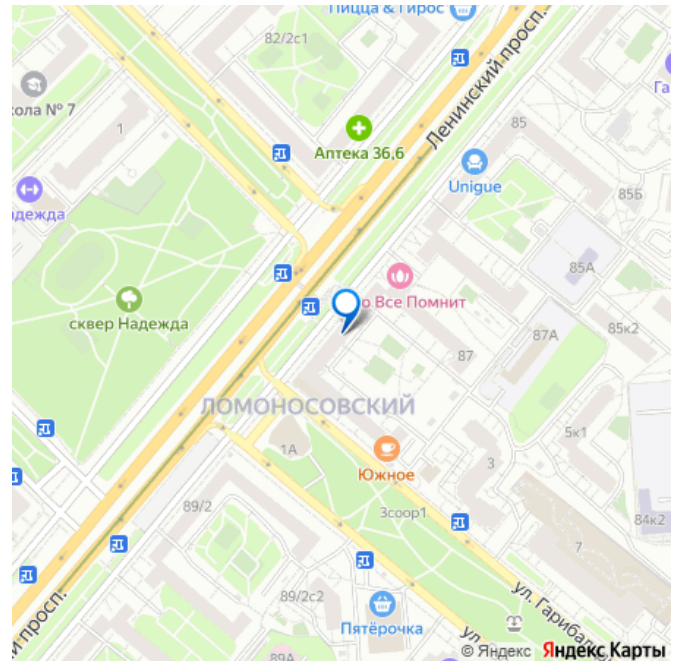 Пицца & Гирос
82/2с1
Ленинский просп.
кола № 7
1
Аптека 36,6
85
Га
Unigue
85Б
адежда
85А
сквер Надежда
о Все Помнит
87А
85к2
87
ЛОМОНОСОВСКИЙ
1А
5к1
Южное
3
89/2
3соор1
84к2
7
89/2с2
ул. Гарибал
Пятёрочка
й просп.
ул.
89А
© Яндекс Яндекс Карты